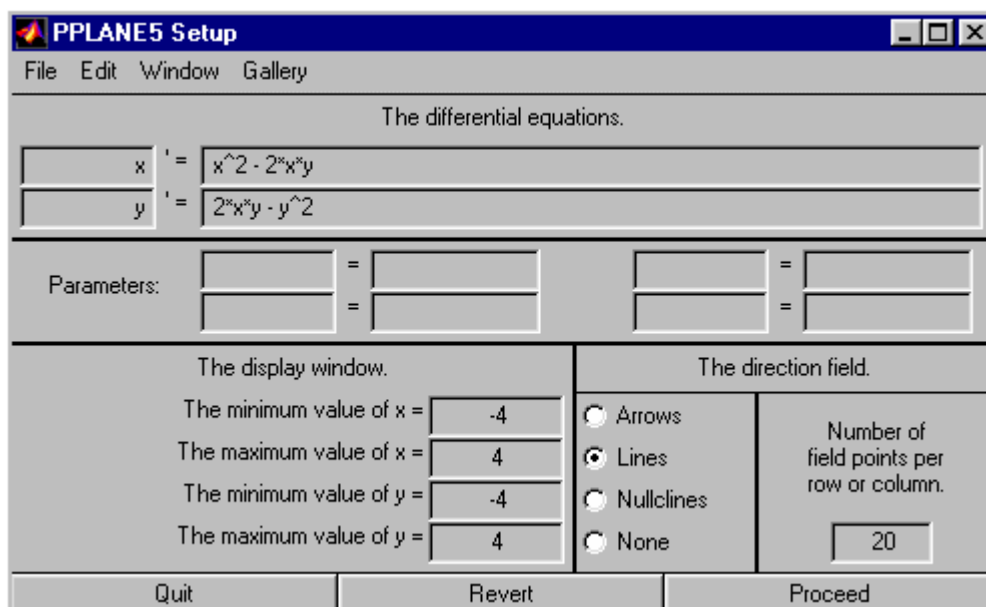 PPLANE5 Setup
File Edit Window Gallery
The differential equations.
x ' = x^2 - 2*x*y
y ' = 2*x*y - y^2
Parameters:
= =
= =
The display window.
The minimum value of x = -4
The maximum value of x = 4
The minimum value of y = -4
The maximum value of y = 4
The direction field.
Arrows
Lines
Nullclines
None
Number of
field points per
row or column.
20
Quit Revert Proceed